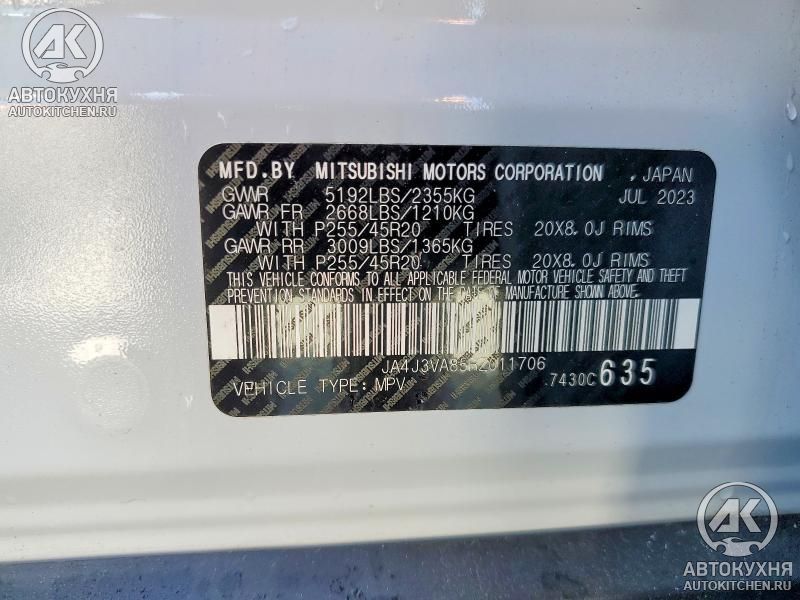 АК
АВТОКУХНЯ
AUTOKITCHEN.RU
MFD.BY MITSUBISHI MOTORS CORPORATION , JAPAN
GVWR 5192LBS/2355KG JUL 2023
GAWR FR 2668LBS/1210KG
WITH P255/45R20 TIRES 20X8.0J RIMS
GAWR RR 3009LBS/1365KG
WITH P255/45R20 TIRES 20X8.0J RIMS
THIS VEHICLE CONFORMS TO ALL APPLICABLE FEDERAL MOTOR VEHICLE SAFETY AND THEFT
PREVENTION STANDARDS IN EFFECT ON THE DATE OF MANUFACTURE SHOWN ABOVE.
JA4J3VA85RZ011706
VEHICLE TYPE: MPV .7430C 635
АК
АВТОКУХНЯ
AUTOKITCHEN.RU